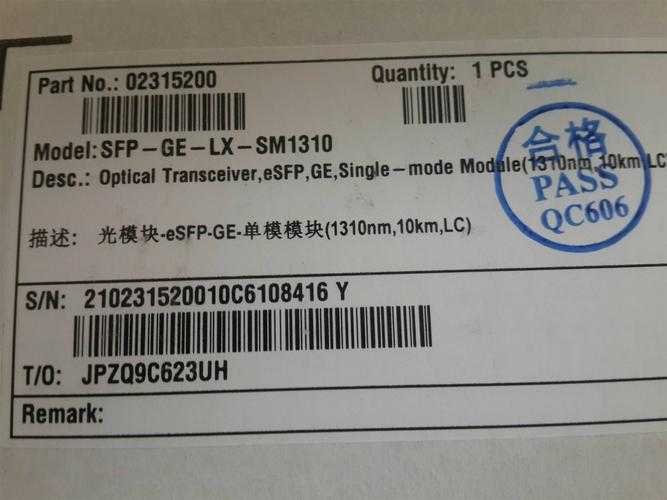 Part No.: 02315200
Quantity: 1 PCS
Model: SFP-GE-LX-SM1310
Desc.: Optical Transceiver,eSFP,GE,Single-mode Module(1310nm,10km,LC
合格
PASS
QC606
描述: 光模块-eSFP-GE-单模模块(1310nm,10km,LC)
S/N: 210231520010C6108416 Y
T/O: JPZQ9C623UH
Remark: